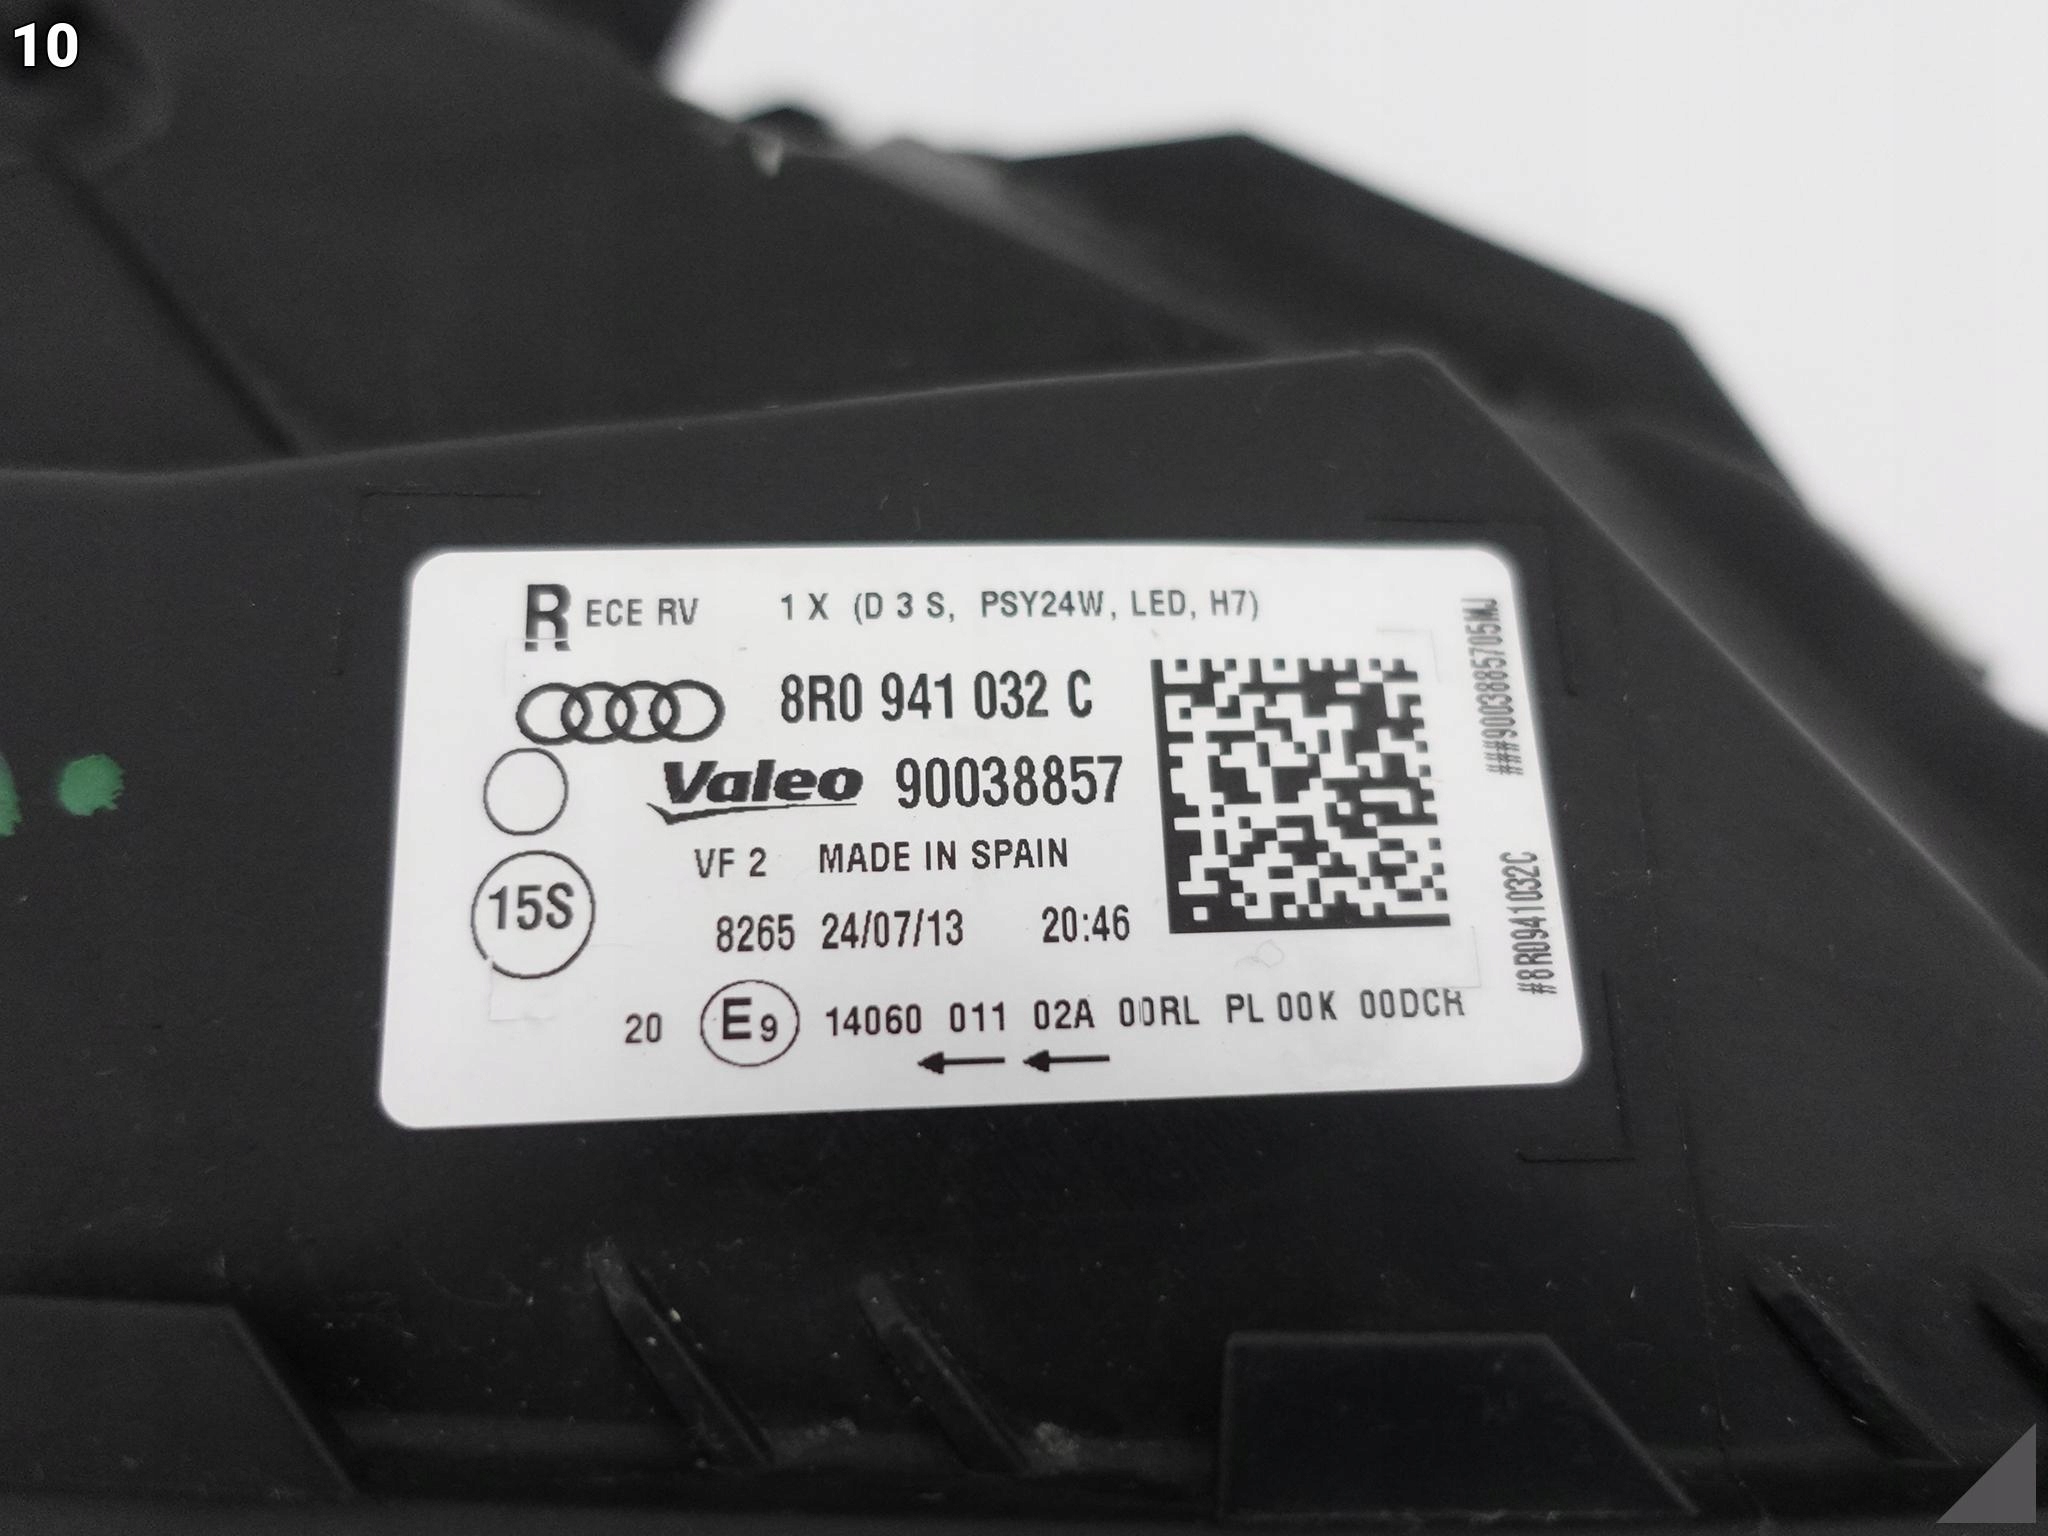 10
R ECE RV 1 X (D 3 S, PSY24W, LED, H7)
8R0 941 032 C
Valeo 90038857
VF 2 MADE IN SPAIN
15S
8265 24/07/13 20:46
20 E9 14060 011 02A 00RL PL 00K 00DCR
###9003885705MJ
#8R0941032C